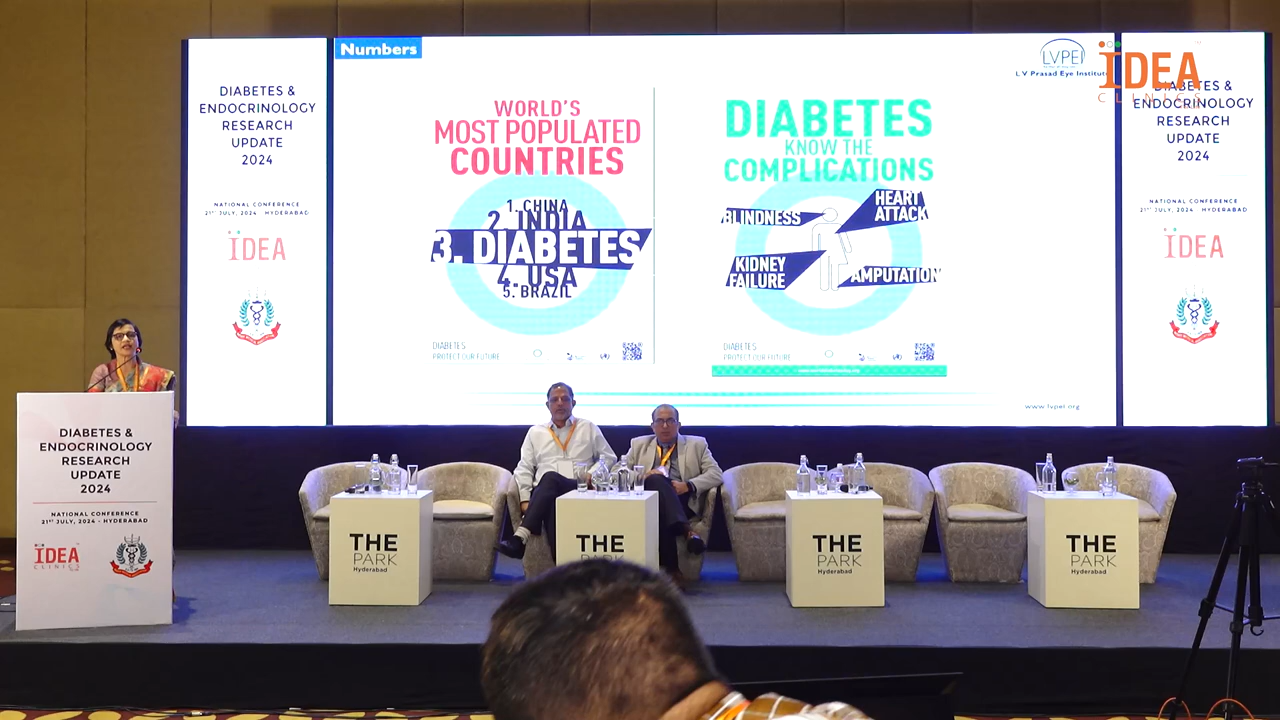 DIABETES &
ENDOCRINOLOGY
RESEARCH
UPDATE
2024
NATIONAL CONFERENCE
21ST JULY, 2024 - HYDERABAD
IDEA
Numbers
WORLD'S
MOST POPULATED
COUNTRIES
1. CHINA
2. INDIA
3. DIABETES
4. USA
5. BRAZIL
DIABETES
PROTECT OUR FUTURE
LVPEI
L V Prasad Eye Institute
DIABETES
KNOW THE
COMPLICATIONS
BLINDNESS
HEART
ATTACK
KIDNEY
FAILURE
AMPUTATION
DIABETES
PROTECT OUR FUTURE
www.lvpei.org
IDEA
CLINICS
DIABETES &
ENDOCRINOLOGY
RESEARCH
UPDATE
2024
NATIONAL CONFERENCE
21ST JULY, 2024 - HYDERABAD
IDEA
DIABETES &
ENDOCRINOLOGY
RESEARCH
UPDATE
2024
NATIONAL CONFERENCE
21ST JULY, 2024 - HYDERABAD
IDEA
CLINICS
THE
PARK
Hyderabad
THE
PARK
THE
PARK
Hyderabad
THE
PARK
Hyderabad